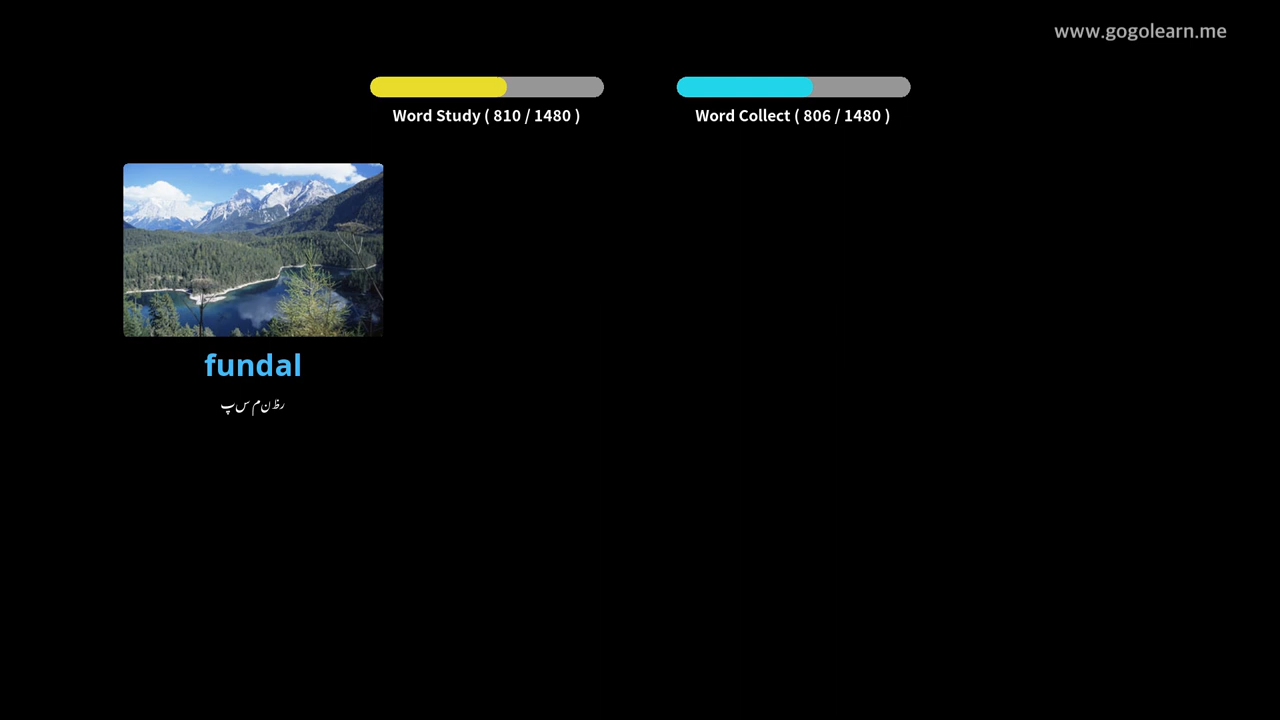 www.gogolearn.me
Word Study ( 810 / 1480 )
Word Collect ( 806 / 1480 )
fundal
پس منظر